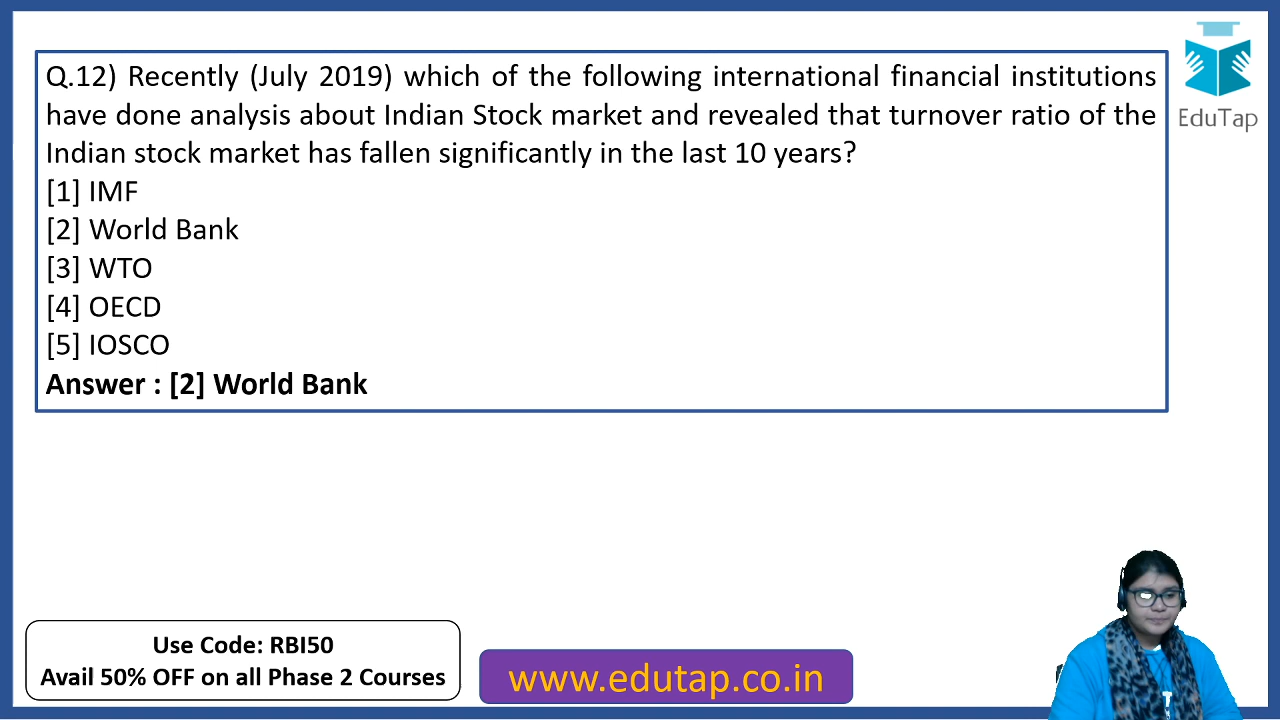 Q.12) Recently (July 2019) which of the following international financial institutions
have done analysis about Indian Stock market and revealed that turnover ratio of the
Indian stock market has fallen significantly in the last 10 years?
[1] IMF
[2] World Bank
[3] WTO
[4] OECD
[5] IOSCO
Answer : [2] World Bank
EduTap
Use Code: RBI50
Avail 50% OFF on all Phase 2 Courses
www.edutap.co.in